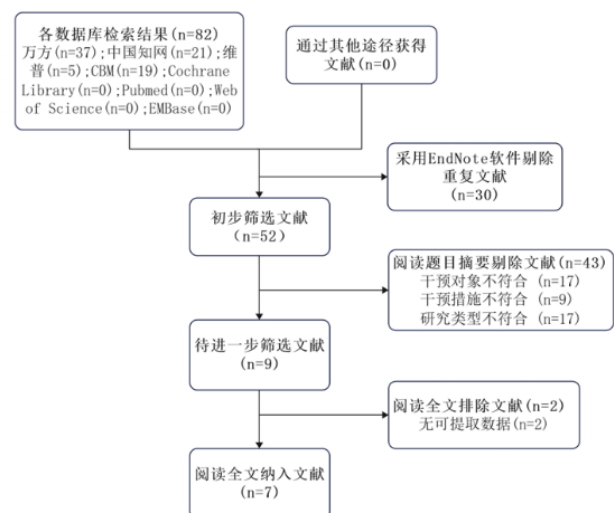 各数据库检索结果(n=82)
万方(n=37);中国知网(n=21);维
普(n=5);CBM(n=19);Cochrane
Library(n=0);Pubmed(n=0);Web
of Science(n=0);EMBase(n=0)
通过其他途径获得
文献(n=0)
采用EndNote软件剔除
重复文献
(n=30)
初步筛选文献
(n=52)
阅读题目摘要剔除文献(n=43)
干预对象不符合 (n=17)
干预措施不符合 (n=9)
研究类型不符合 (n=17)
待进一步筛选文献
(n=9)
阅读全文排除文献(n=2)
无可提取数据(n=2)
阅读全文纳入文献
(n=7)